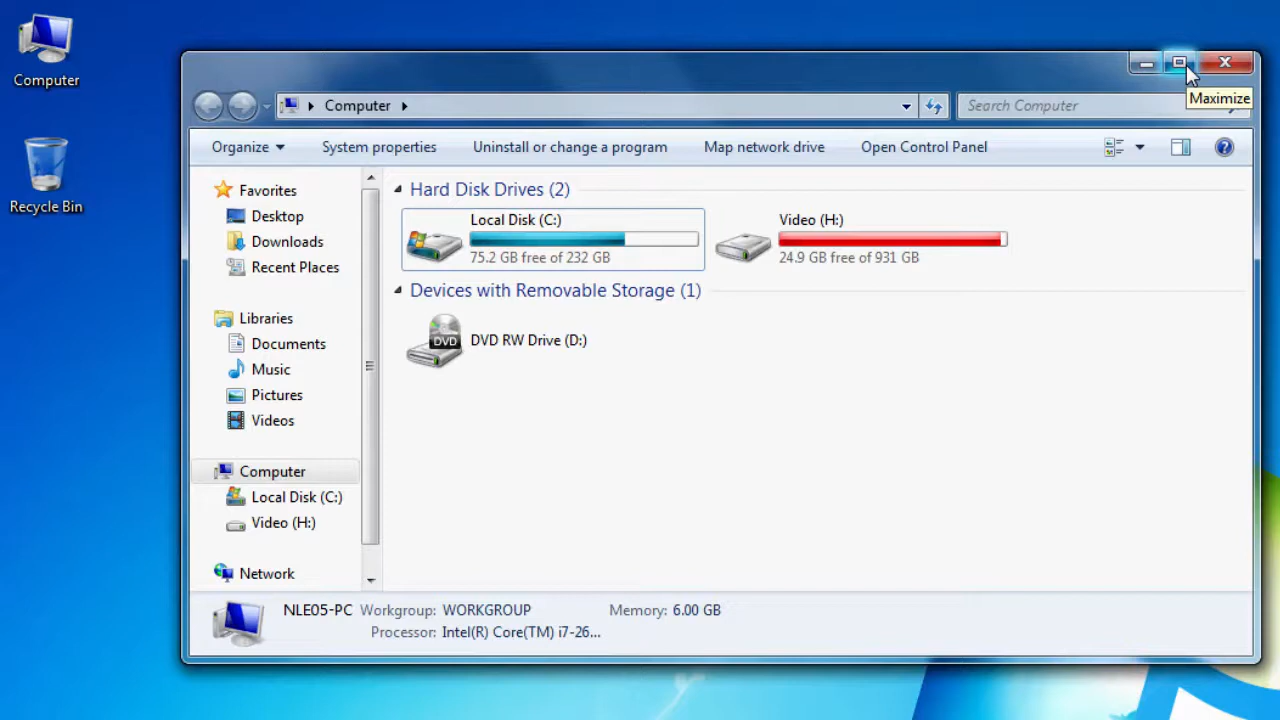 Computer
Recycle Bin
Maximize
Computer
Search Computer
Organize
System properties
Uninstall or change a program
Map network drive
Open Control Panel
Favorites
Desktop
Downloads
Recent Places
Libraries
Documents
Music
Pictures
Videos
Computer
Local Disk (C:)
Video (H:)
Network
Hard Disk Drives (2)
Local Disk (C:)
75.2 GB free of 232 GB
Video (H:)
24.9 GB free of 931 GB
Devices with Removable Storage (1)
DVD
DVD RW Drive (D:)
NLE05-PC Workgroup: WORKGROUP Memory: 6.00 GB
Processor: Intel(R) Core(TM) i7-26...